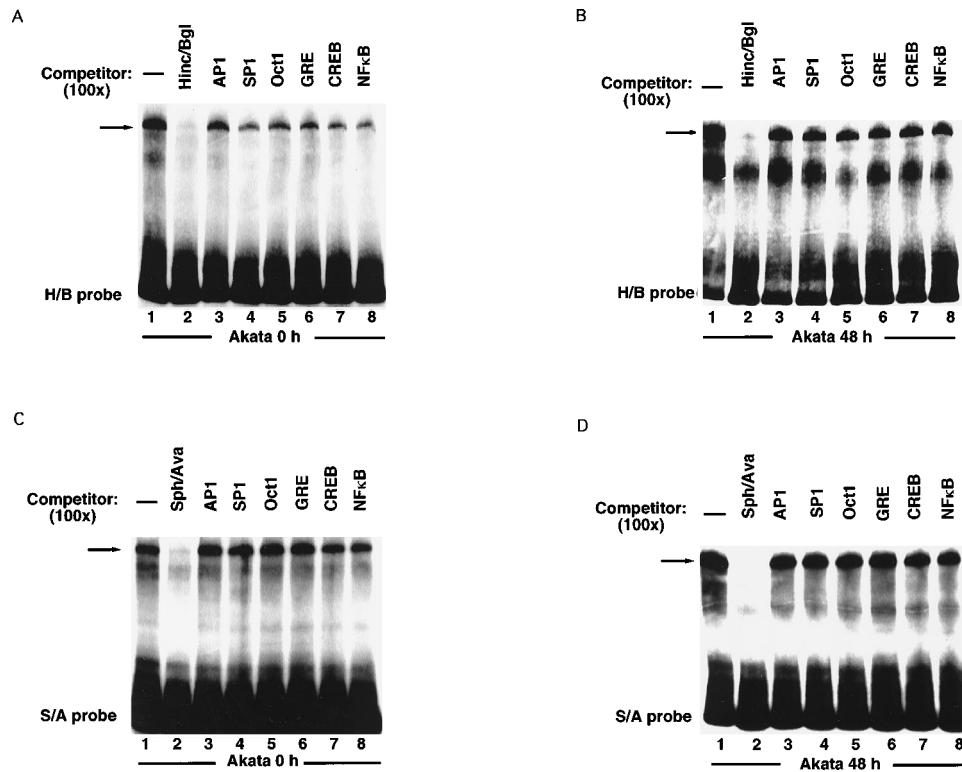 A
Competitor:
(100x)
— Hinc/Bgl AP1 SP1 Oct1 GRE CREB NFκB
H/B probe
1 2 3 4 5 6 7 8
Akata 0 h
B
Competitor:
(100x)
— Hinc/Bgl AP1 SP1 Oct1 GRE CREB NFκB
H/B probe
1 2 3 4 5 6 7 8
Akata 48 h
C
Competitor:
(100x)
— Sph/Ava AP1 SP1 Oct1 GRE CREB NFκB
S/A probe
1 2 3 4 5 6 7 8
Akata 0 h
D
Competitor:
(100x)
— Sph/Ava AP1 SP1 Oct1 GRE CREB NFκB
S/A probe
1 2 3 4 5 6 7 8
Akata 48 h